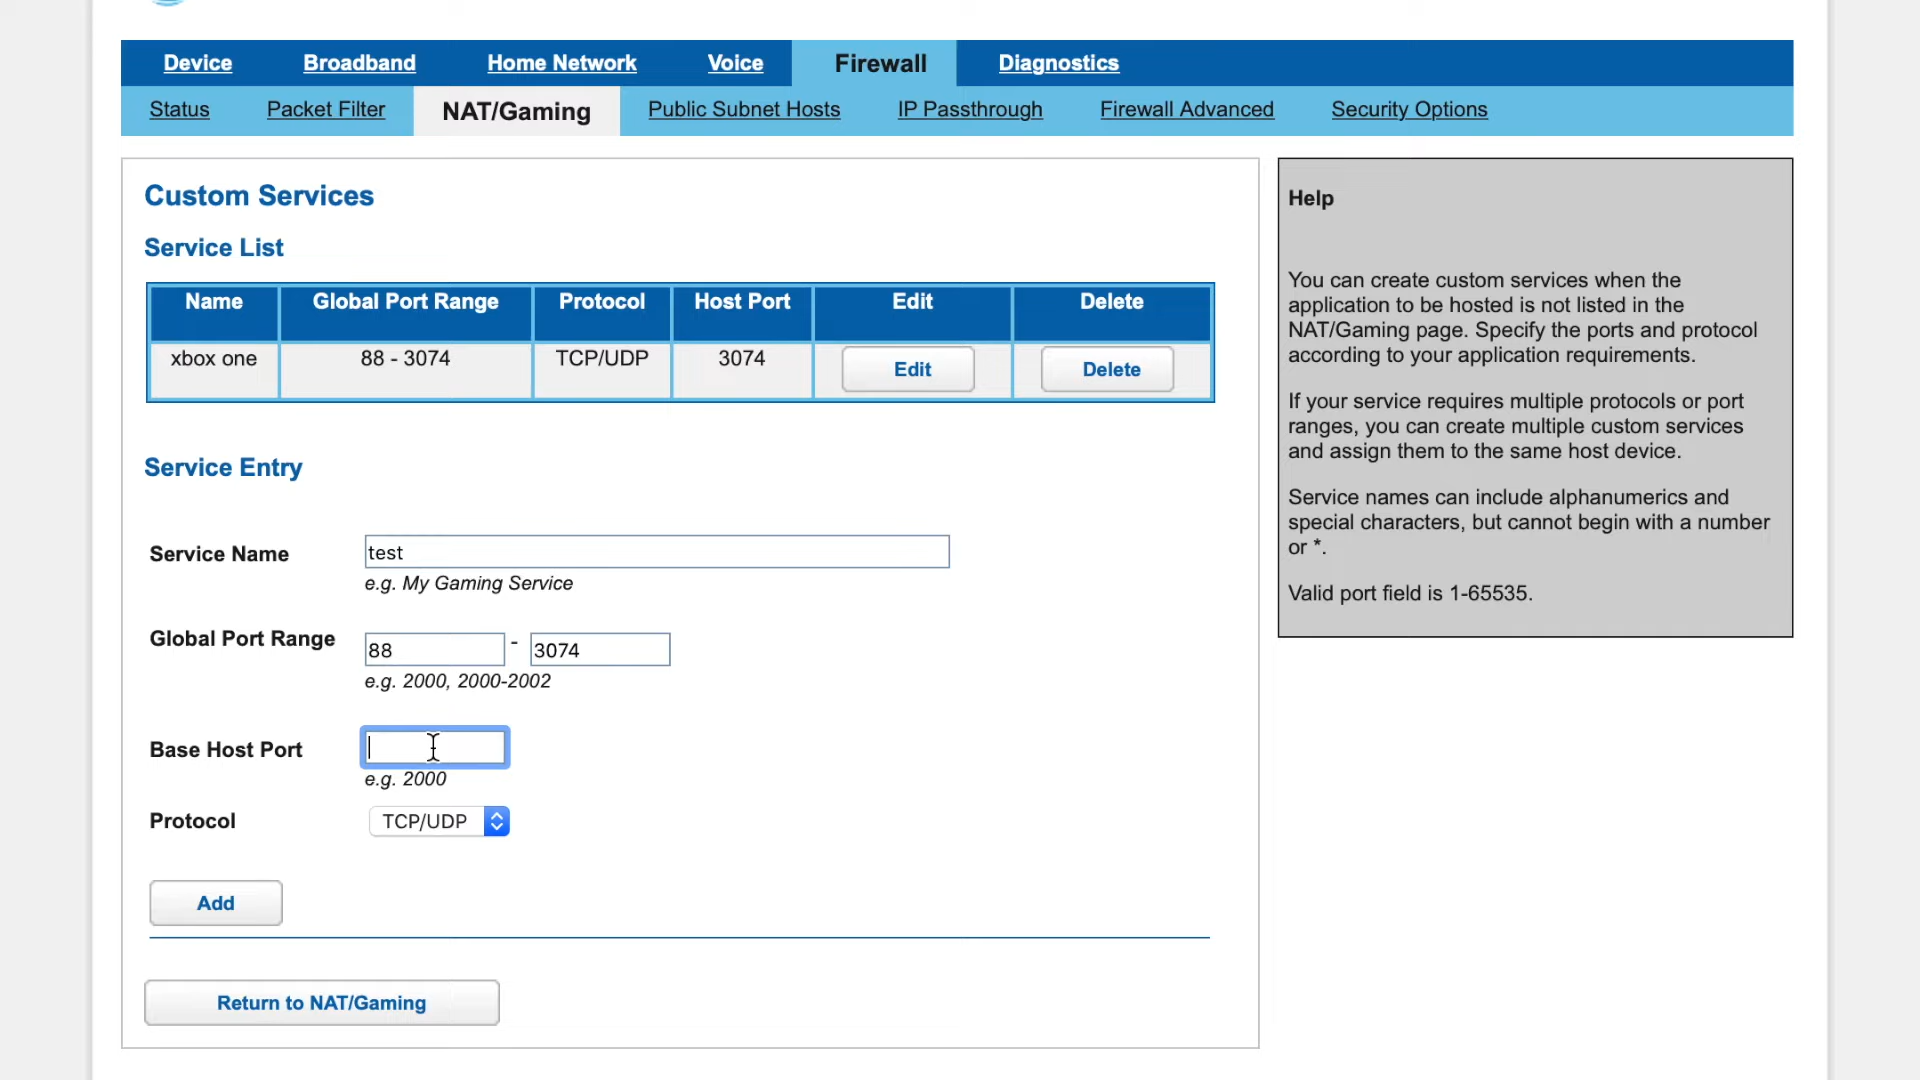 Device Broadband Home Network Voice Firewall Diagnostics
Status Packet Filter NAT/Gaming Public Subnet Hosts IP Passthrough Firewall Advanced Security Options
Custom Services
Service List
Name Global Port Range Protocol Host Port Edit Delete
xbox one 88 - 3074 TCP/UDP 3074 Edit Delete
Service Entry
Service Name test
e.g. My Gaming Service
Global Port Range 88 - 3074
e.g. 2000, 2000-2002
Base Host Port
e.g. 2000
Protocol TCP/UDP
Add
Return to NAT/Gaming
Help
You can create custom services when the
application to be hosted is not listed in the
NAT/Gaming page. Specify the ports and protocol
according to your application requirements.
If your service requires multiple protocols or port
ranges, you can create multiple custom services
and assign them to the same host device.
Service names can include alphanumerics and
special characters, but cannot begin with a number
or *.
Valid port field is 1-65535.